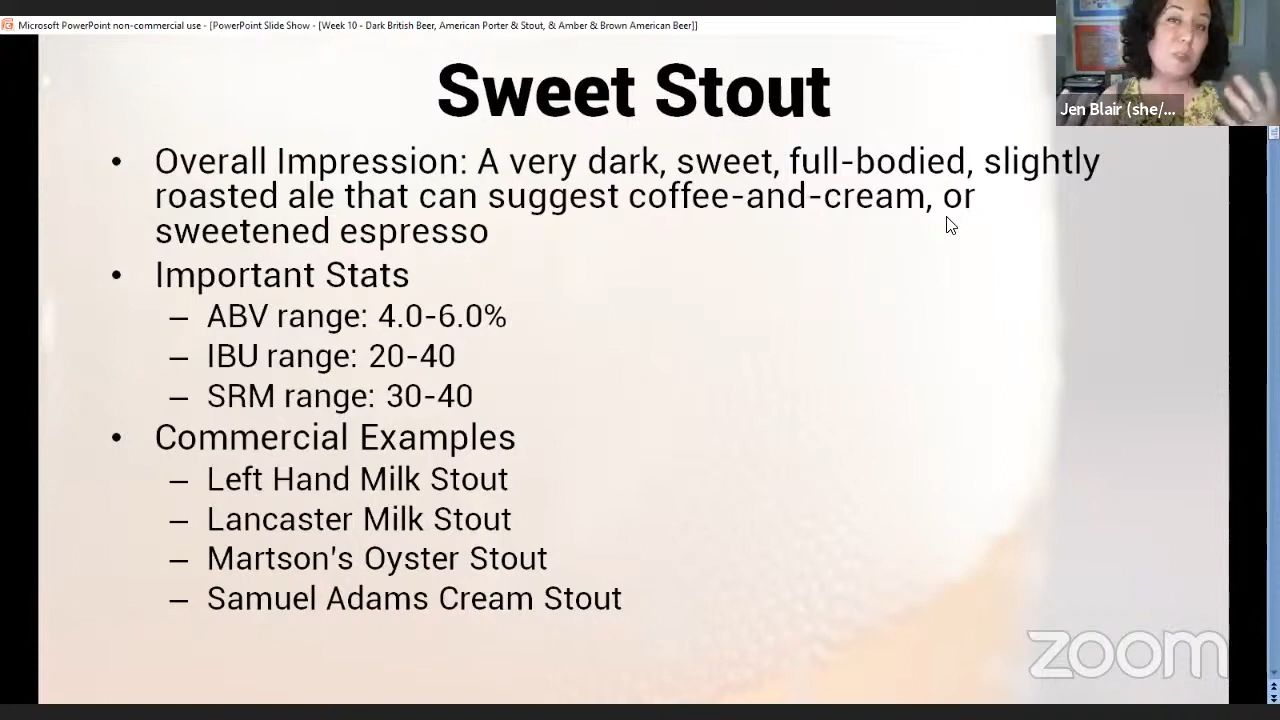 Microsoft PowerPoint non-commercial use - [PowerPoint Slide Show - [Week 10 - Dark British Beer, American Porter & Stout, & Amber & Brown American Beer]]
Jen Blair (she/...
Sweet Stout
• Overall Impression: A very dark, sweet, full-bodied, slightly
roasted ale that can suggest coffee-and-cream, or
sweetened espresso
• Important Stats
– ABV range: 4.0-6.0%
– IBU range: 20-40
– SRM range: 30-40
• Commercial Examples
– Left Hand Milk Stout
– Lancaster Milk Stout
– Martson's Oyster Stout
– Samuel Adams Cream Stout
zoom